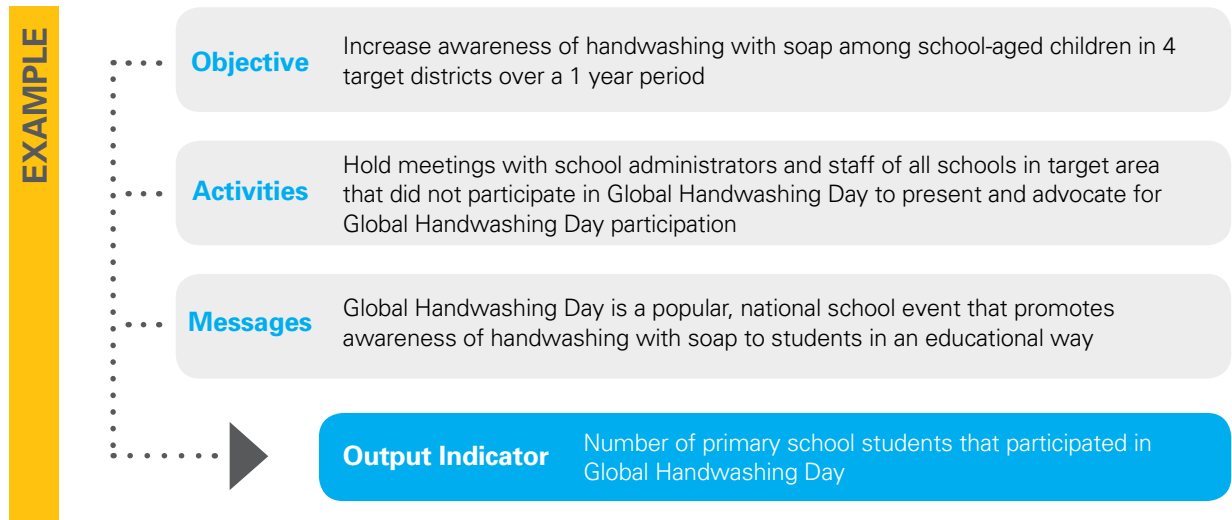 EXAMPLE
Objective
Increase awareness of handwashing with soap among school-aged children in 4
target districts over a 1 year period
Activities
Hold meetings with school administrators and staff of all schools in target area
that did not participate in Global Handwashing Day to present and advocate for
Global Handwashing Day participation
Messages
Global Handwashing Day is a popular, national school event that promotes
awareness of handwashing with soap to students in an educational way
Output Indicator
Number of primary school students that participated in
Global Handwashing Day